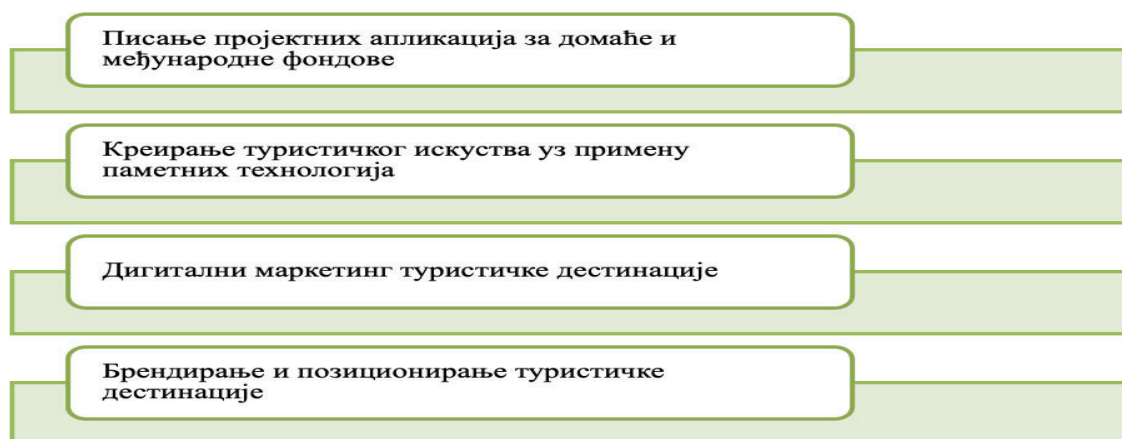 Писање пројектних апликација за домаће и
међународне фондове
Креирање туристичког искуства уз примену
паметних технологија
Дигитални маркетинг туристичке дестинације
Брендирање и позиционирање туристичке
дестинације